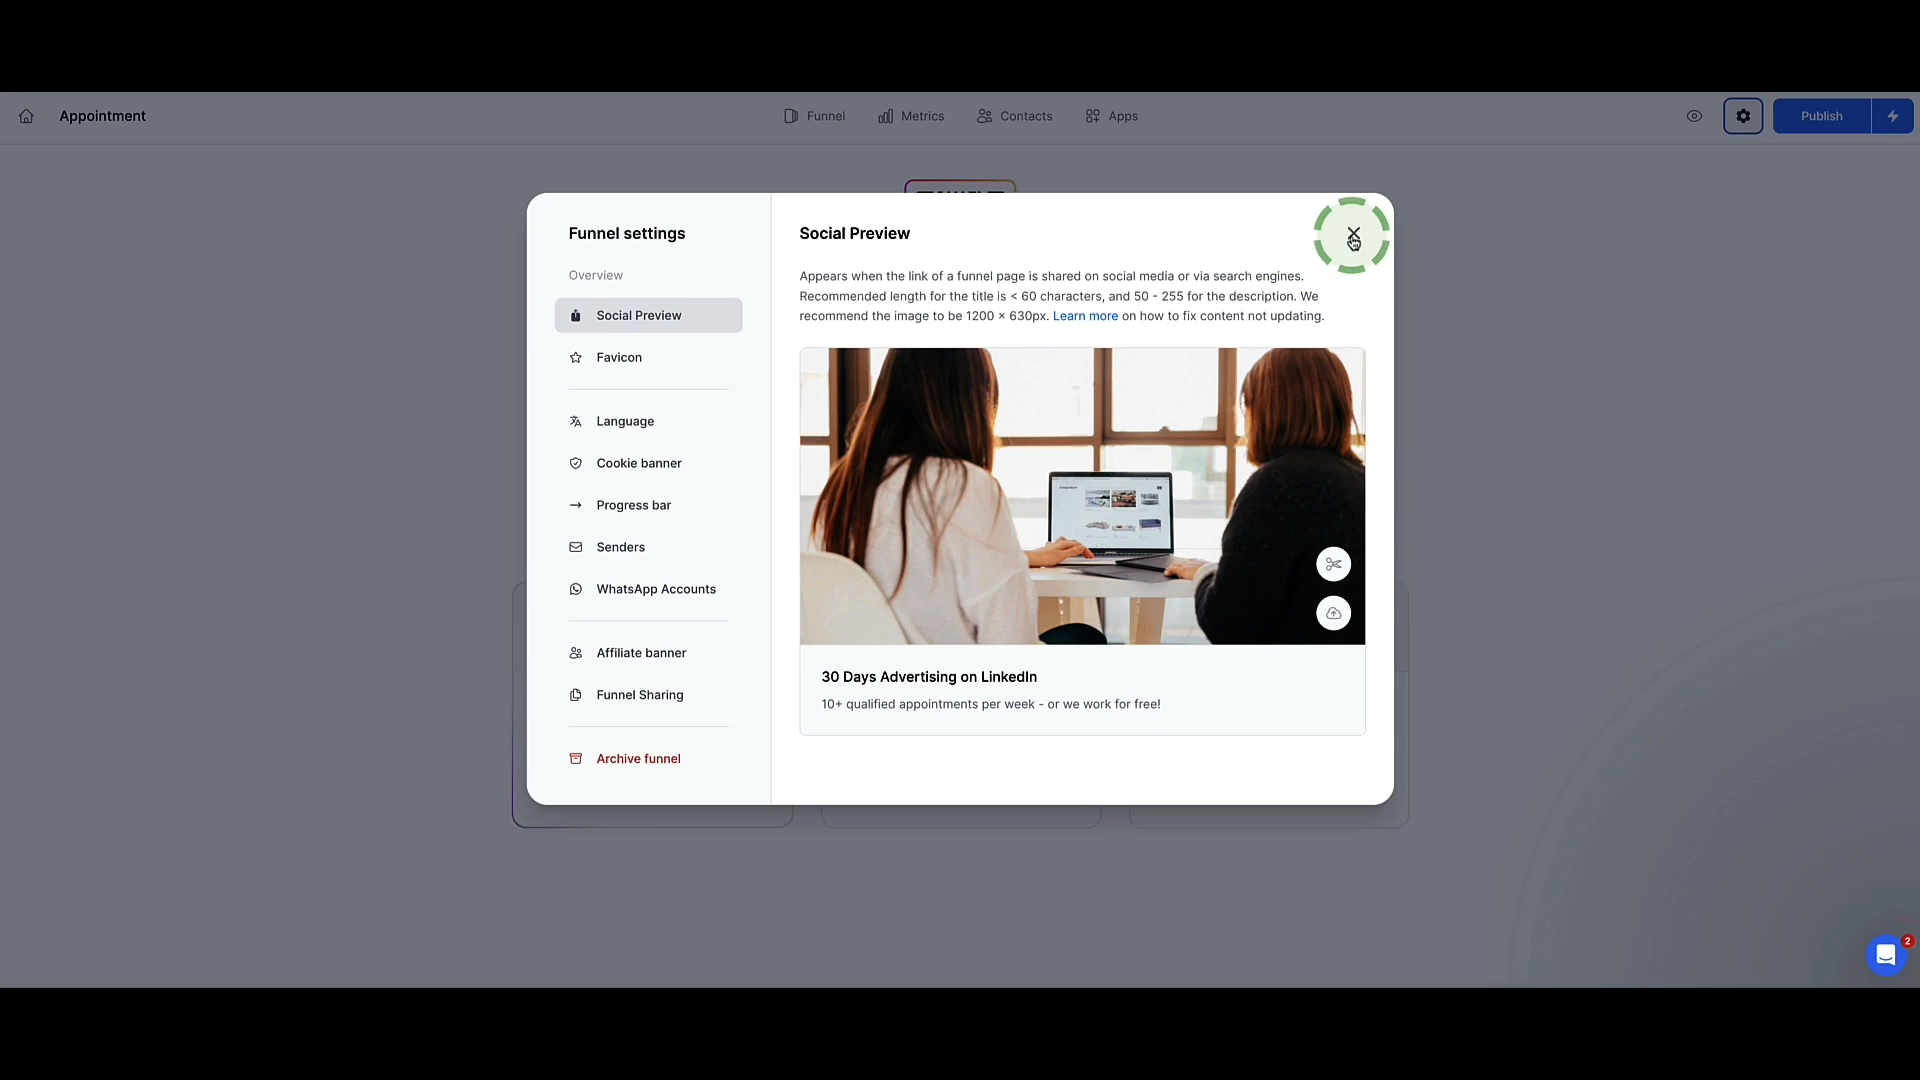 Appointment
Funnel
Metrics
Contacts
Apps
Publish
Funnel settings
Overview
Social Preview
Favicon
Language
Cookie banner
Progress bar
Senders
WhatsApp Accounts
Affiliate banner
Funnel Sharing
Archive funnel
Social Preview
Appears when the link of a funnel page is shared on social media or via search engines.
Recommended length for the title is < 60 characters, and 50 - 255 for the description. We
recommend the image to be 1200 × 630px. Learn more on how to fix content not updating.
30 Days Advertising on LinkedIn
10+ qualified appointments per week - or we work for free!
2